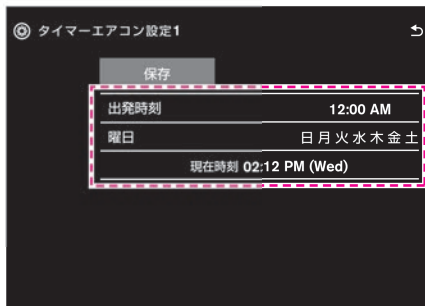 タイマーエアコン設定1
保存
出発時刻 12:00 AM
曜日 日月火水木金土
現在時刻 02:12 PM (Wed)